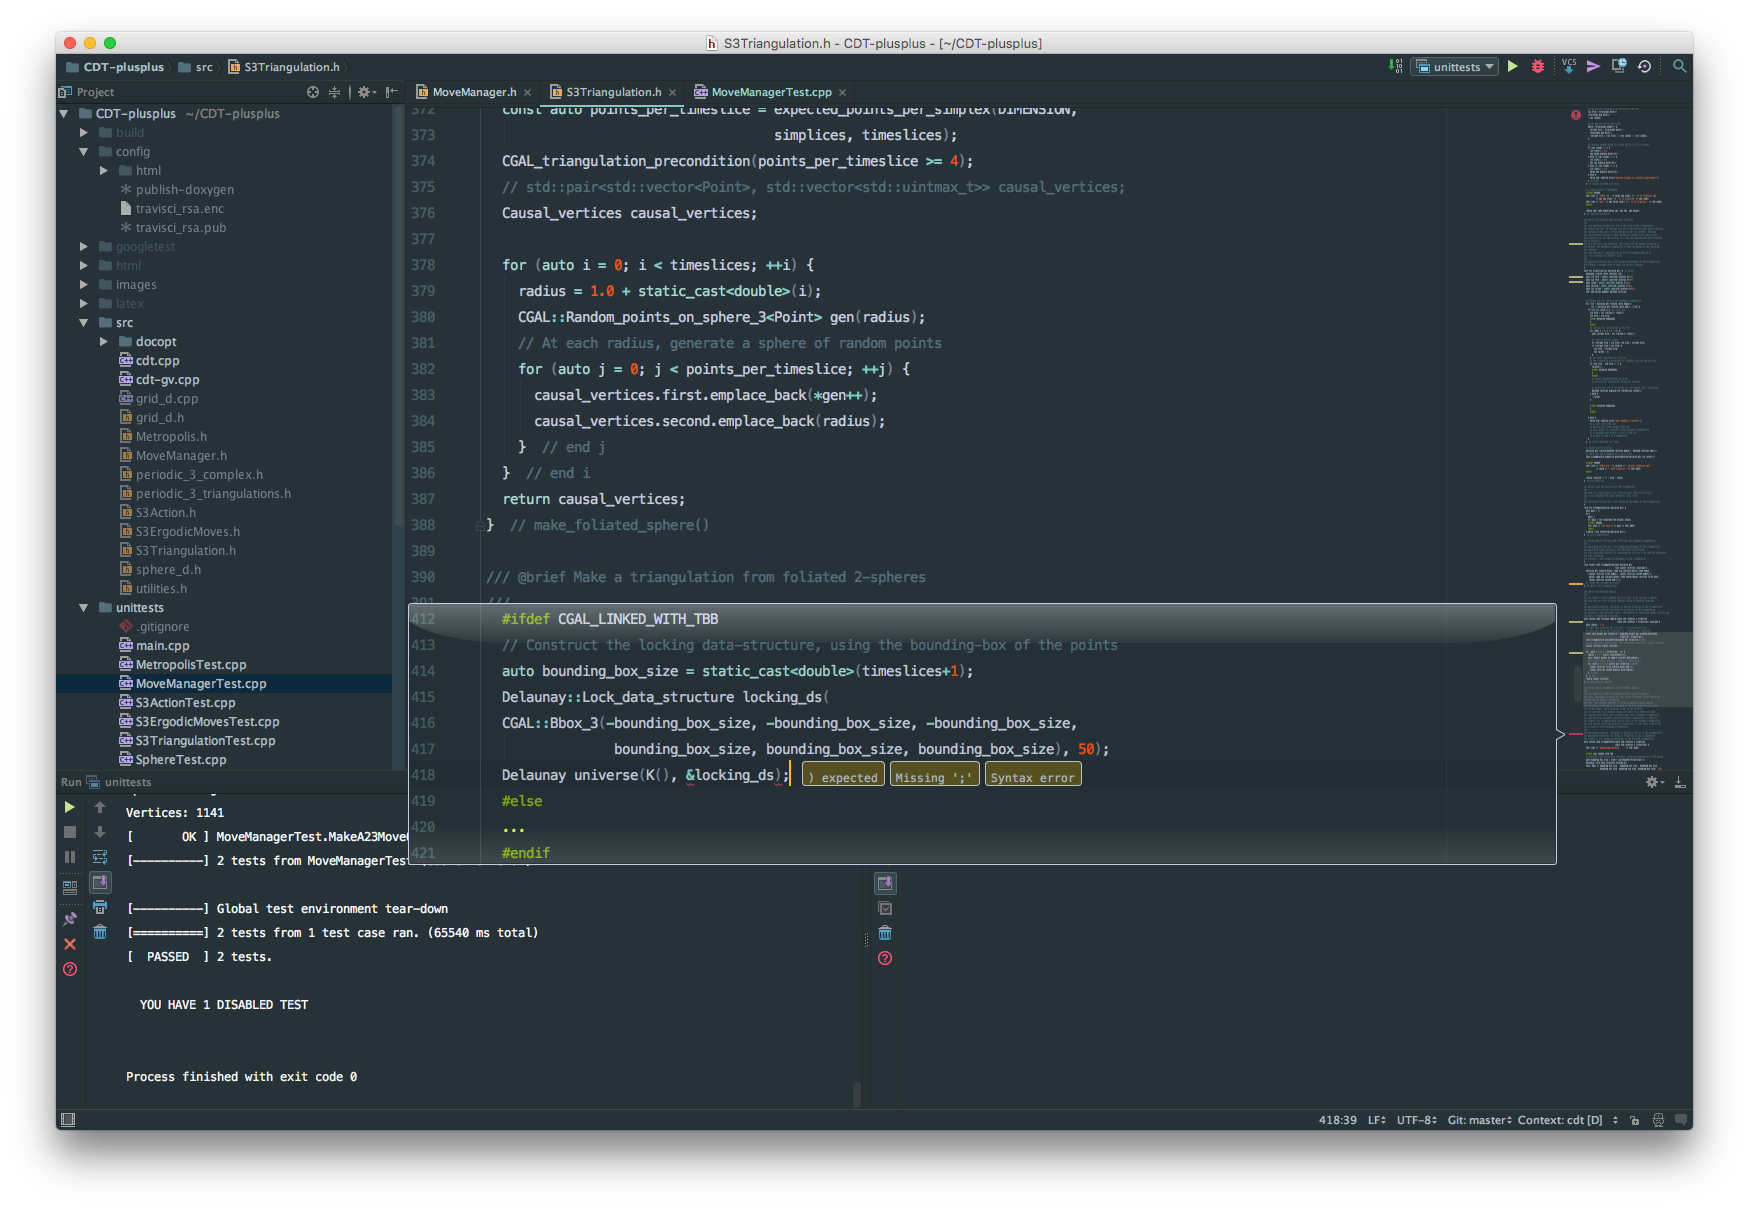 S3Triangulation.h - CDT-plusplus - [~/CDT-plusplus]
CDT-plusplus src S3Triangulation.h
unittests
VCS
Project
MoveManager.h S3Triangulation.h MoveManagerTest.cpp
CDT-plusplus ~/CDT-plusplus
build
config
html
publish-doxygen
travisci_rsa.enc
travisci_rsa.pub
googletest
html
images
latex
src
docopt
cdt.cpp
cdt-gv.cpp
grid_d.cpp
grid_d.h
Metropolis.h
MoveManager.h
periodic_3_complex.h
periodic_3_triangulations.h
S3Action.h
S3ErgodicMoves.h
S3Triangulation.h
sphere_d.h
utilities.h
unittests
.gitignore
main.cpp
MetropolisTest.cpp
MoveManagerTest.cpp
S3ActionTest.cpp
S3ErgodicMovesTest.cpp
S3TriangulationTest.cpp
SphereTest.cpp
372 const auto points_per_timeslice = expected_points_per_simplex(DIMENSION,
373 simplices, timeslices);
374 CGAL_triangulation_precondition(points_per_timeslice >= 4);
375 // std::pair<std::vector<Point>, std::vector<std::uintmax_t>> causal_vertices;
376 Causal_vertices causal_vertices;
377
378 for (auto i = 0; i < timeslices; ++i) {
379 radius = 1.0 + static_cast<double>(i);
380 CGAL::Random_points_on_sphere_3<Point> gen(radius);
381 // At each radius, generate a sphere of random points
382 for (auto j = 0; j < points_per_timeslice; ++j) {
383 causal_vertices.first.emplace_back(*gen++);
384 causal_vertices.second.emplace_back(radius);
385 } // end j
386 } // end i
387 return causal_vertices;
388 } // make_foliated_sphere()
389
390 /// @brief Make a triangulation from foliated 2-spheres
391 ///
412 #ifdef CGAL_LINKED_WITH_TBB
413 // Construct the locking data-structure, using the bounding-box of the points
414 auto bounding_box_size = static_cast<double>(timeslices+1);
415 Delaunay::Lock_data_structure locking_ds(
416 CGAL::Bbox_3(-bounding_box_size, -bounding_box_size, -bounding_box_size,
417 bounding_box_size, bounding_box_size, bounding_box_size), 50);
418 Delaunay universe(K(), &locking_ds); ) expected Missing ';' Syntax error
419 #else
420 ...
421 #endif
Run unittests
Vertices: 1141
[ OK ] MoveManagerTest.MakeA23Move
[----------] 2 tests from MoveManagerTest
[----------] Global test environment tear-down
[==========] 2 tests from 1 test case ran. (65540 ms total)
[ PASSED ] 2 tests.
YOU HAVE 1 DISABLED TEST
Process finished with exit code 0
418:39 LF UTF-8 Git: master Context: cdt [D]